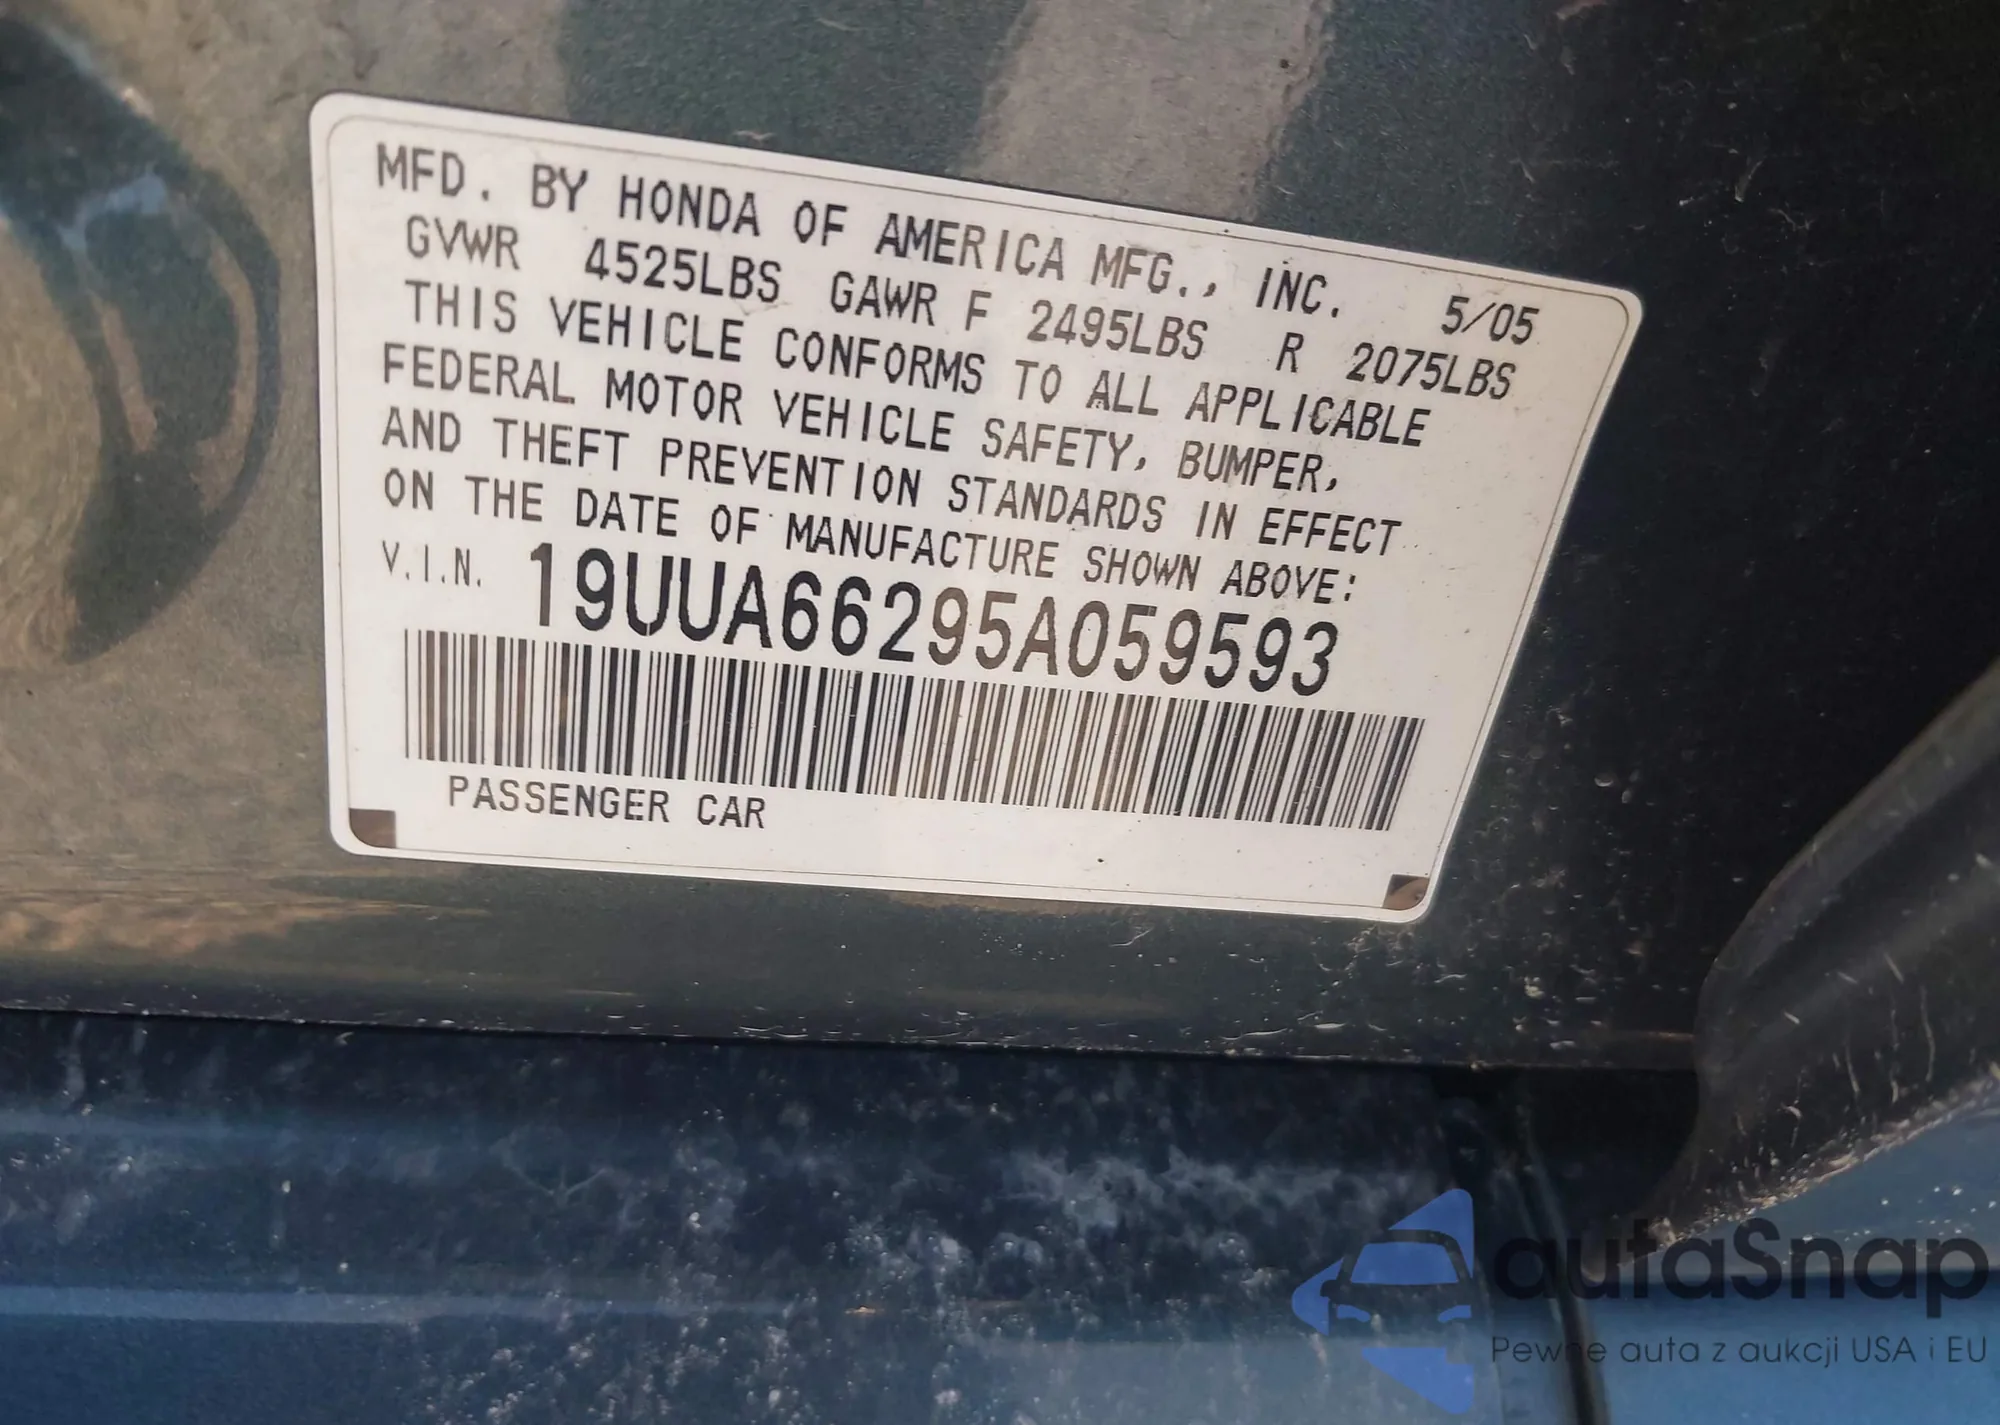 MFD. BY HONDA OF AMERICA MFG., INC. 5/05
GVWR 4525LBS GAWR F 2495LBS R 2075LBS
THIS VEHICLE CONFORMS TO ALL APPLICABLE
FEDERAL MOTOR VEHICLE SAFETY, BUMPER,
AND THEFT PREVENTION STANDARDS IN EFFECT
ON THE DATE OF MANUFACTURE SHOWN ABOVE:
V.I.N. 19UUA66295A059593
PASSENGER CAR
autaSnap
Pewne auta z aukcji USA i EU